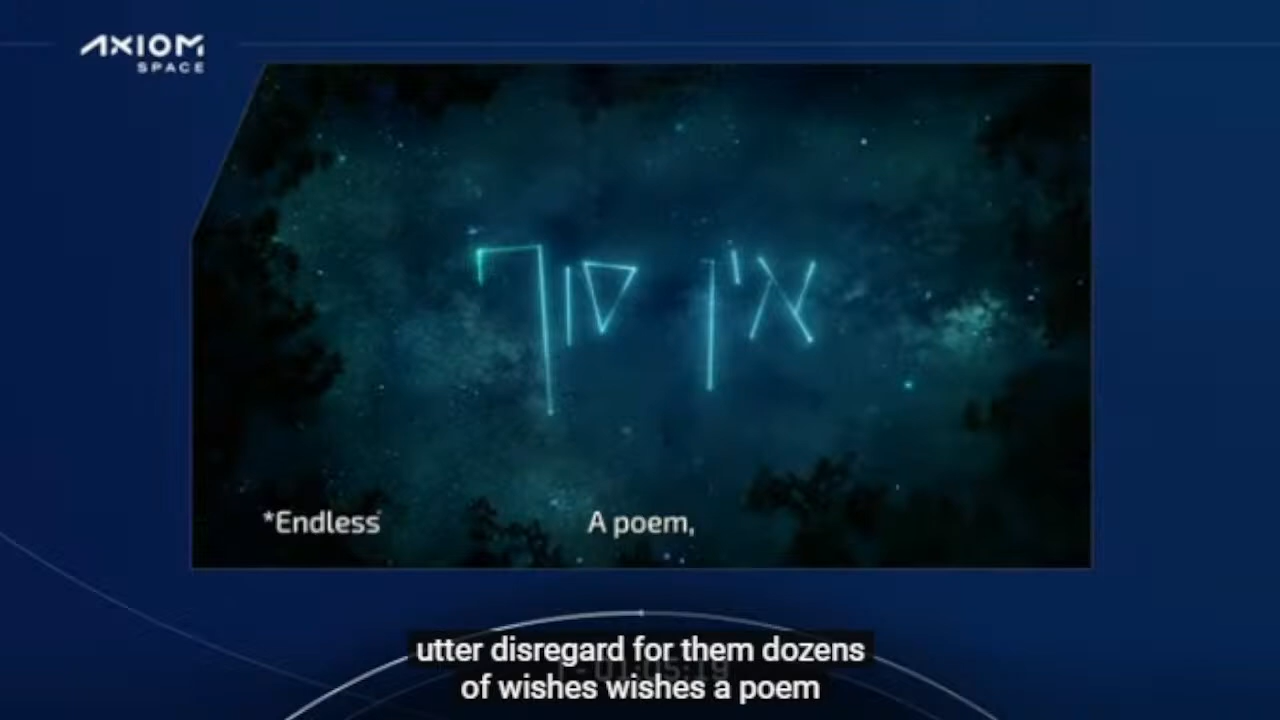 AXIOM
SPACE
אין סוף
*Endless
A poem,
utter disregard for them dozens
of wishes wishes a poem